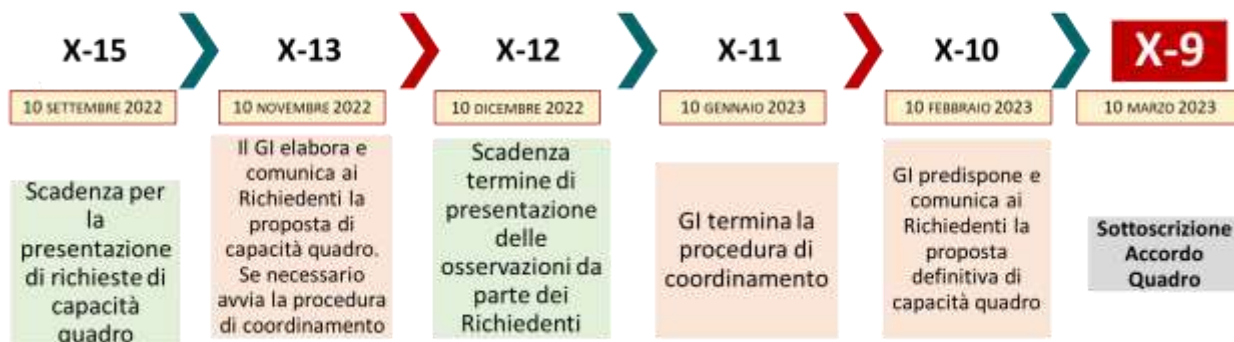 X-15
X-13
X-12
X-11
X-10
X-9
10 SETTEMBRE 2022
10 NOVEMBRE 2022
10 DICEMBRE 2022
10 GENNAIO 2023
10 FEBBRAIO 2023
10 MARZO 2023
Scadenza per
la
presentazione
di richieste di
capacità
quadro
Il GI elabora e
comunica ai
Richiedenti la
proposta di
capacità quadro.
Se necessario
avvia la procedura
di coordinamento
Scadenza
termine di
presentazione
delle
osservazioni da
parte dei
Richiedenti
GI termina la
procedura di
coordinamento
GI predispone e
comunica ai
Richiedenti la
proposta
definitiva di
capacità quadro
Sottoscrizione
Accordo
Quadro